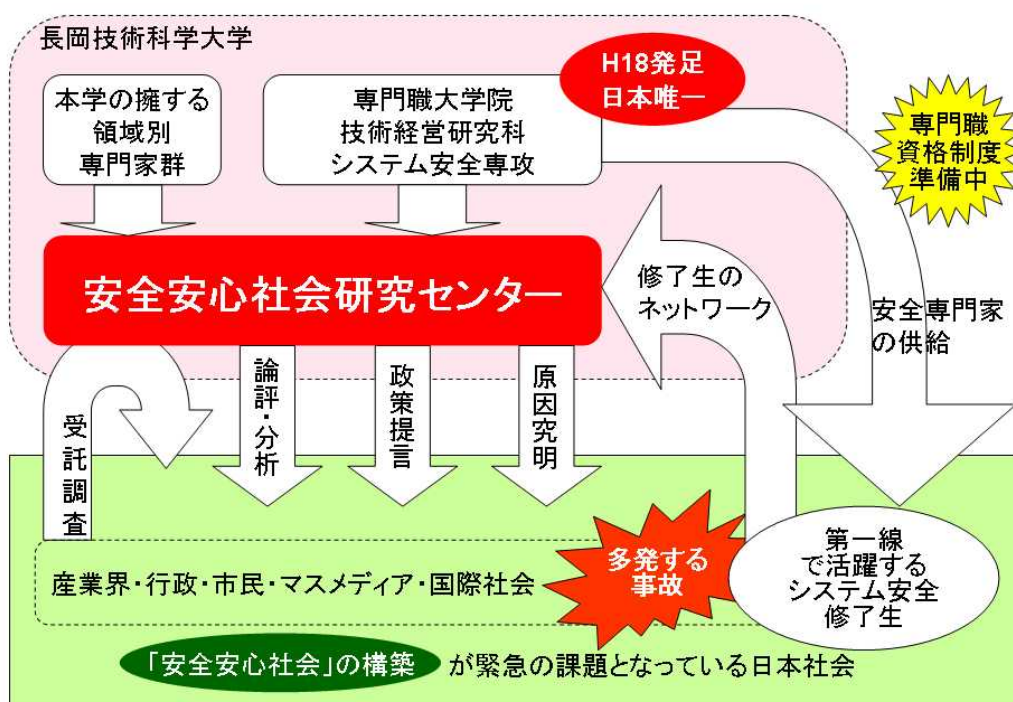 長岡技術科学大学
H18発足
日本唯一
本学の擁する
領域別
専門家群
専門職大学院
技術経営研究科
システム安全専攻
専門職
資格制度
準備中
安全安心社会研究センター
修了生の
ネットワーク
安全専門家
の供給
受託調査
論評・分析
政策提言
原因究明
産業界・行政・市民・マスメディア・国際社会
多発する
事故
第一線
で活躍する
システム安全
修了生
「安全安心社会」の構築 が緊急の課題となっている日本社会